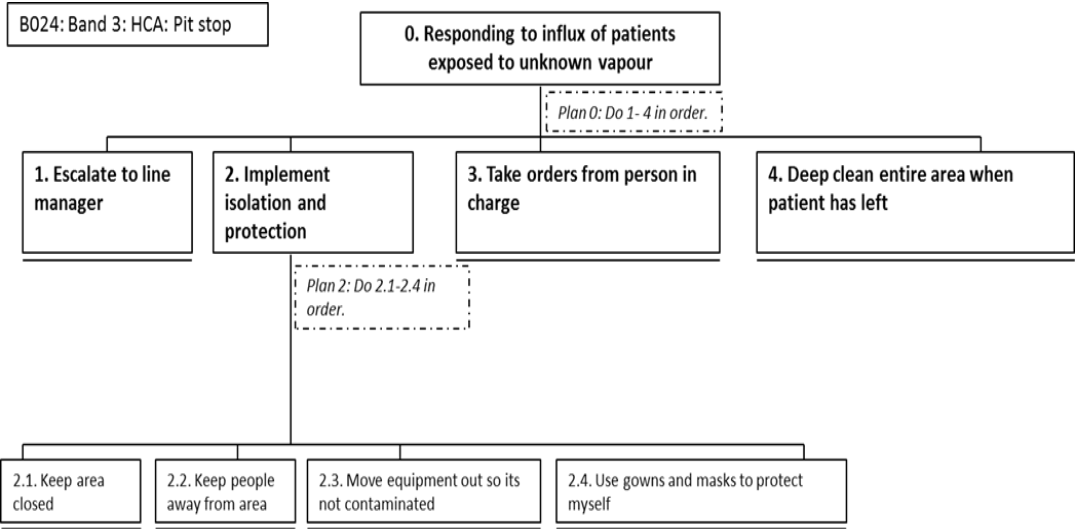 B024: Band 3: HCA: Pit stop
0. Responding to influx of patients
exposed to unknown vapour
Plan 0: Do 1- 4 in order.
1. Escalate to line
manager
2. Implement
isolation and
protection
3. Take orders from person in
charge
4. Deep clean entire area when
patient has left
Plan 2: Do 2.1-2.4 in
order.
2.1. Keep area
closed
2.2. Keep people
away from area
2.3. Move equipment out so its
not contaminated
2.4. Use gowns and masks to protect
myself